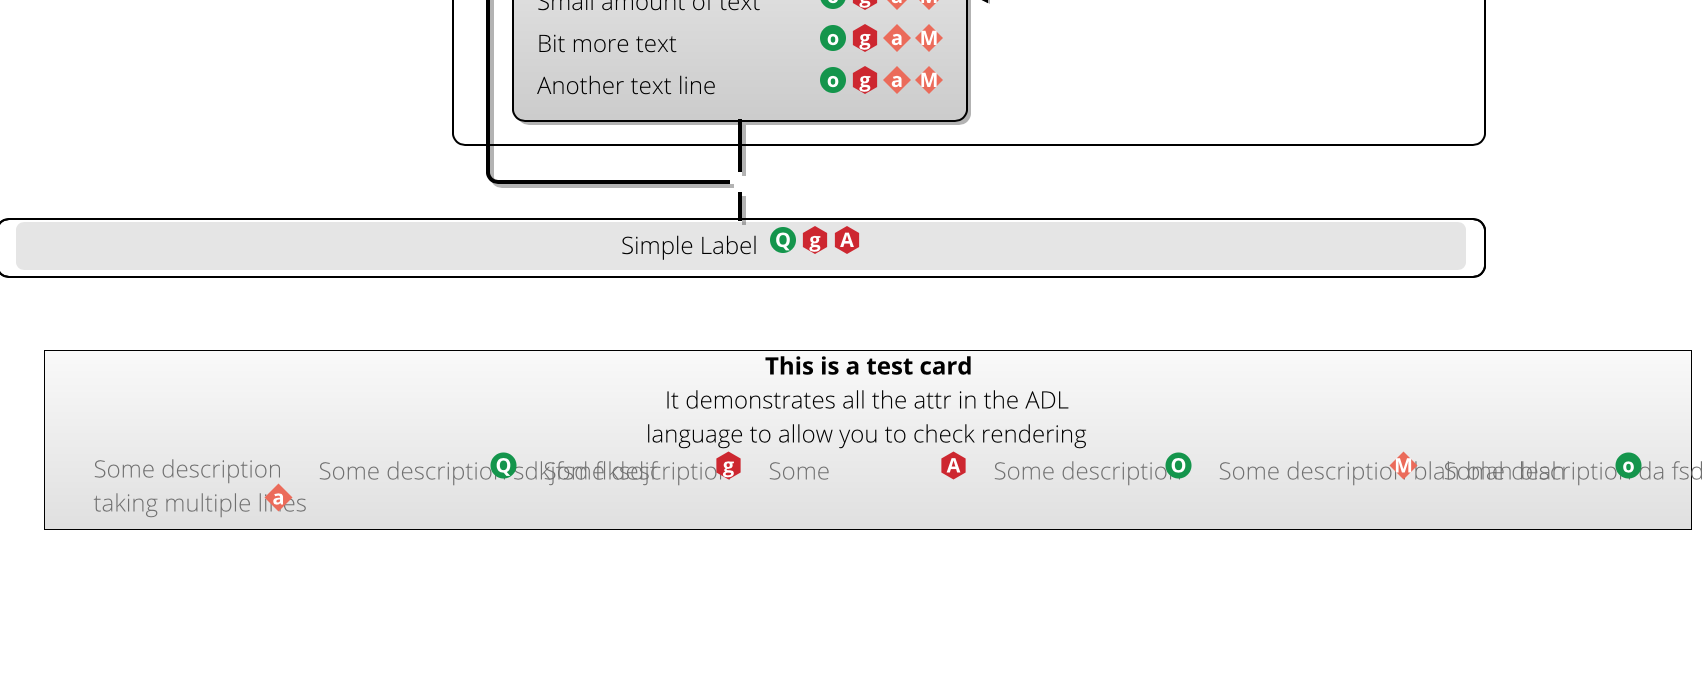 Small amount of text o g a M
Bit more text o g a M
Another text line o g a M
Simple Label Q g A
This is a test card
It demonstrates all the attr in the ADL
language to allow you to check rendering
Some description
taking multiple lines a
Some description Q
Some description g
Some A
Some description O
Some description blah blah blah M
Some description da fsd o